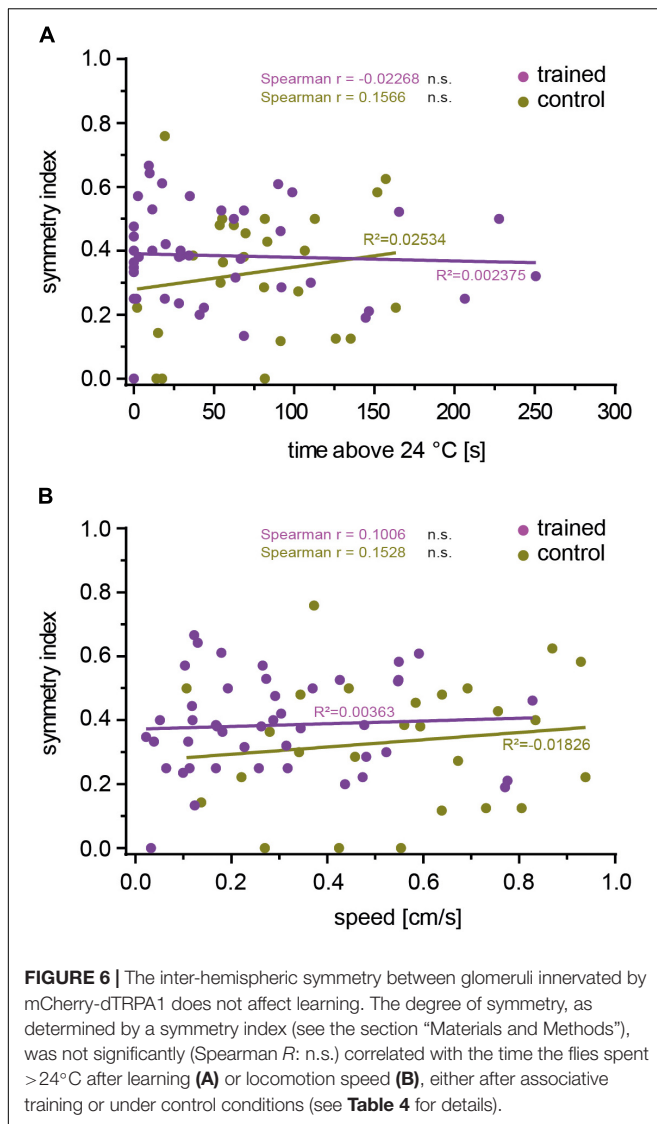 A
1.0
0.8
0.6
0.4
0.2
0.0
symmetry index
Spearman r = -0.02268 n.s.
Spearman r = 0.1566 n.s.
trained
control
R²=0.02534
R²=0.002375
0 50 100 150 200 250 300
time above 24 °C [s]
B
1.0
0.8
0.6
0.4
0.2
0.0
symmetry index
Spearman r = 0.1006 n.s.
Spearman r = 0.1528 n.s.
trained
control
R²=0.00363
R²=-0.01826
0.0 0.2 0.4 0.6 0.8 1.0
speed [cm/s]
FIGURE 6 | The inter-hemispheric symmetry between glomeruli innervated by
mCherry-dTRPA1 does not affect learning. The degree of symmetry, as
determined by a symmetry index (see the section “Materials and Methods”),
was not significantly (Spearman R: n.s.) correlated with the time the flies spent
>24°C after learning (A) or locomotion speed (B), either after associative
training or under control conditions (see Table 4 for details).